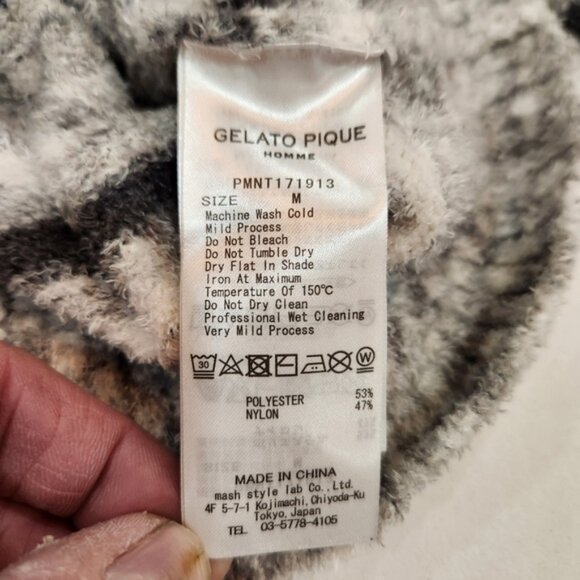 GELATO PIQUE
HOMME
PMNT171913
SIZE M
Machine Wash Cold
Mild Process
Do Not Bleach
Do Not Tumble Dry
Dry Flat In Shade
Iron At Maximum
Temperature Of 150℃
Do Not Dry Clean
Professional Wet Cleaning
Very Mild Process
30 W
POLYESTER 53%
NYLON 47%
MADE IN CHINA
mash style lab Co.,Ltd.
4F 5-7-1 Kojimachi,Chiyoda-Ku
Tokyo,Japan
TEL 03-5778-4105